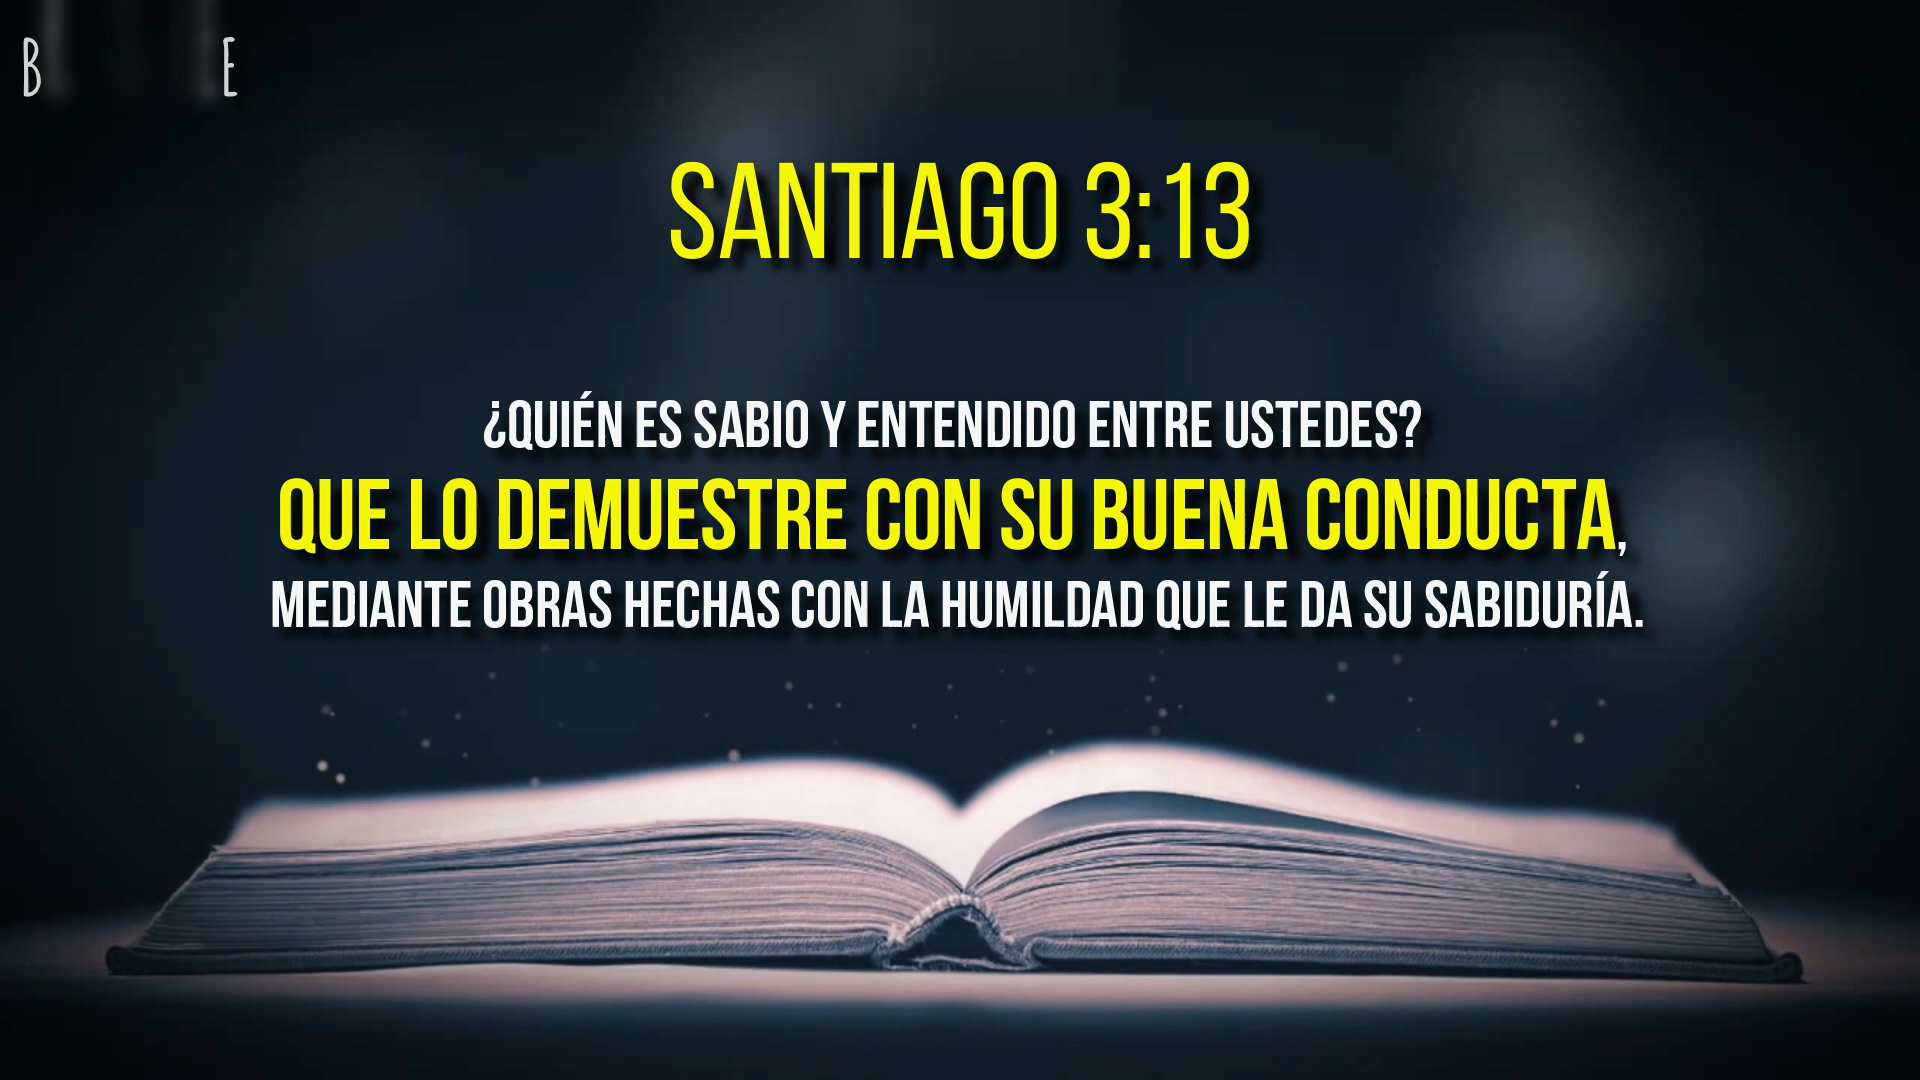 B E
SANTIAGO 3:13
¿QUIÉN ES SABIO Y ENTENDIDO ENTRE USTEDES?
QUE LO DEMUESTRE CON SU BUENA CONDUCTA,
MEDIANTE OBRAS HECHAS CON LA HUMILDAD QUE LE DA SU SABIDURÍA.